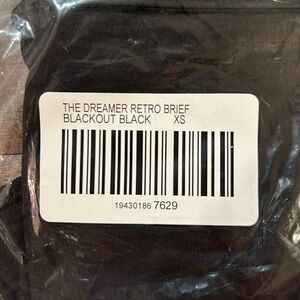 THE DREAMER RETRO BRIEF
BLACKOUT BLACK XS
19430186 7629